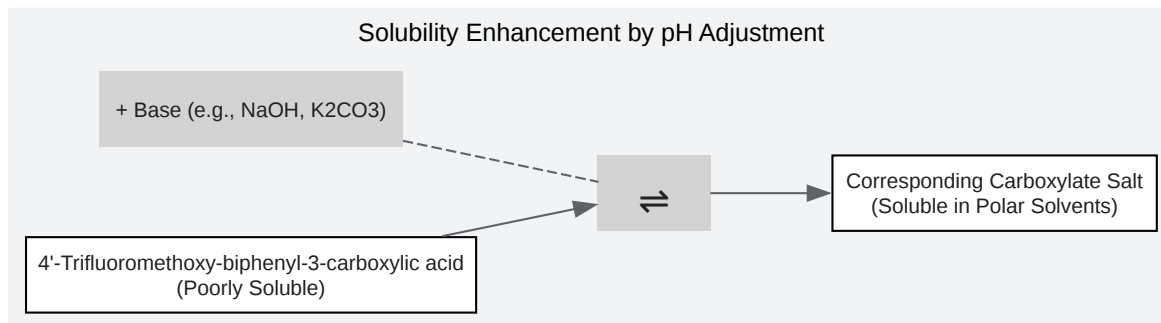 Solubility Enhancement by pH Adjustment
+ Base (e.g., NaOH, K2CO3)
⇌
Corresponding Carboxylate Salt
(Soluble in Polar Solvents)
4'-Trifluoromethoxy-biphenyl-3-carboxylic acid
(Poorly Soluble)